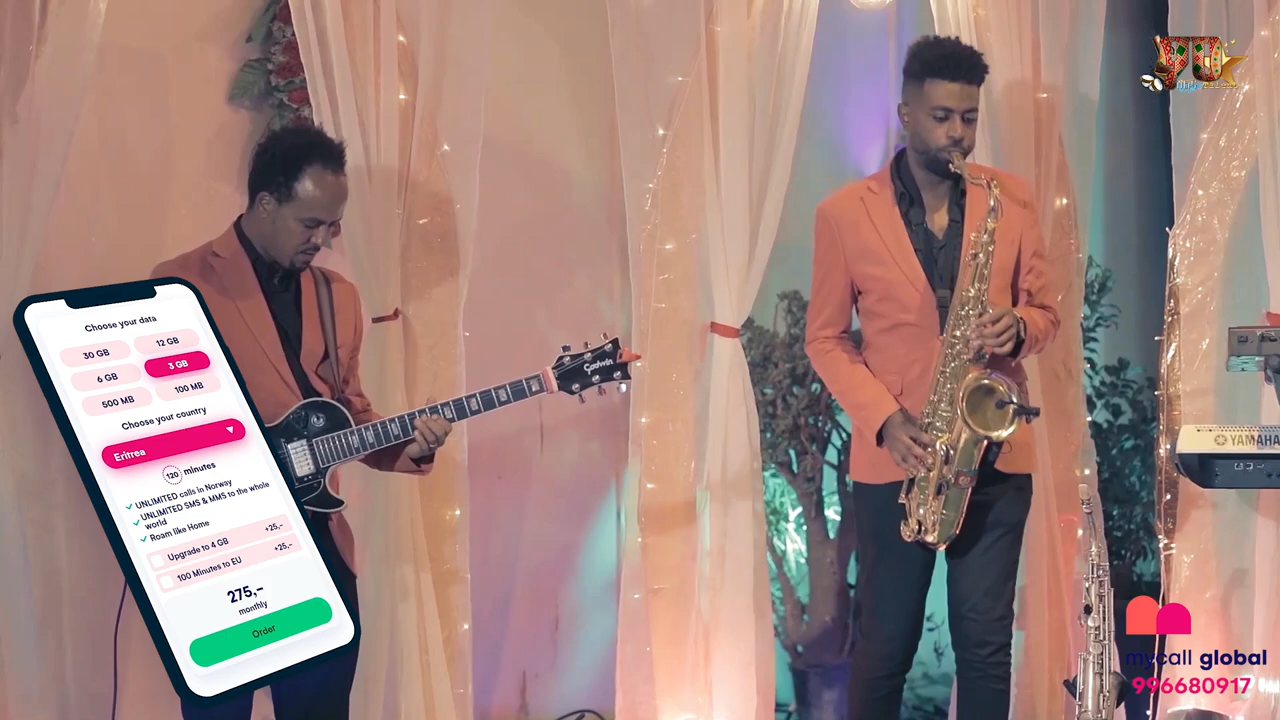 Choose your data
30 GB
12 GB
6 GB
3 GB
500 MB
100 MB
Choose your country
Eritrea
120 minutes
UNLIMITED calls in Norway
UNLIMITED SMS & MMS to the whole
world
Roam like Home
Upgrade to 4 GB +25,-
100 Minutes to EU +25,-
275,-
monthly
Order
Godwin
YAMAHA
mycall global
996680917